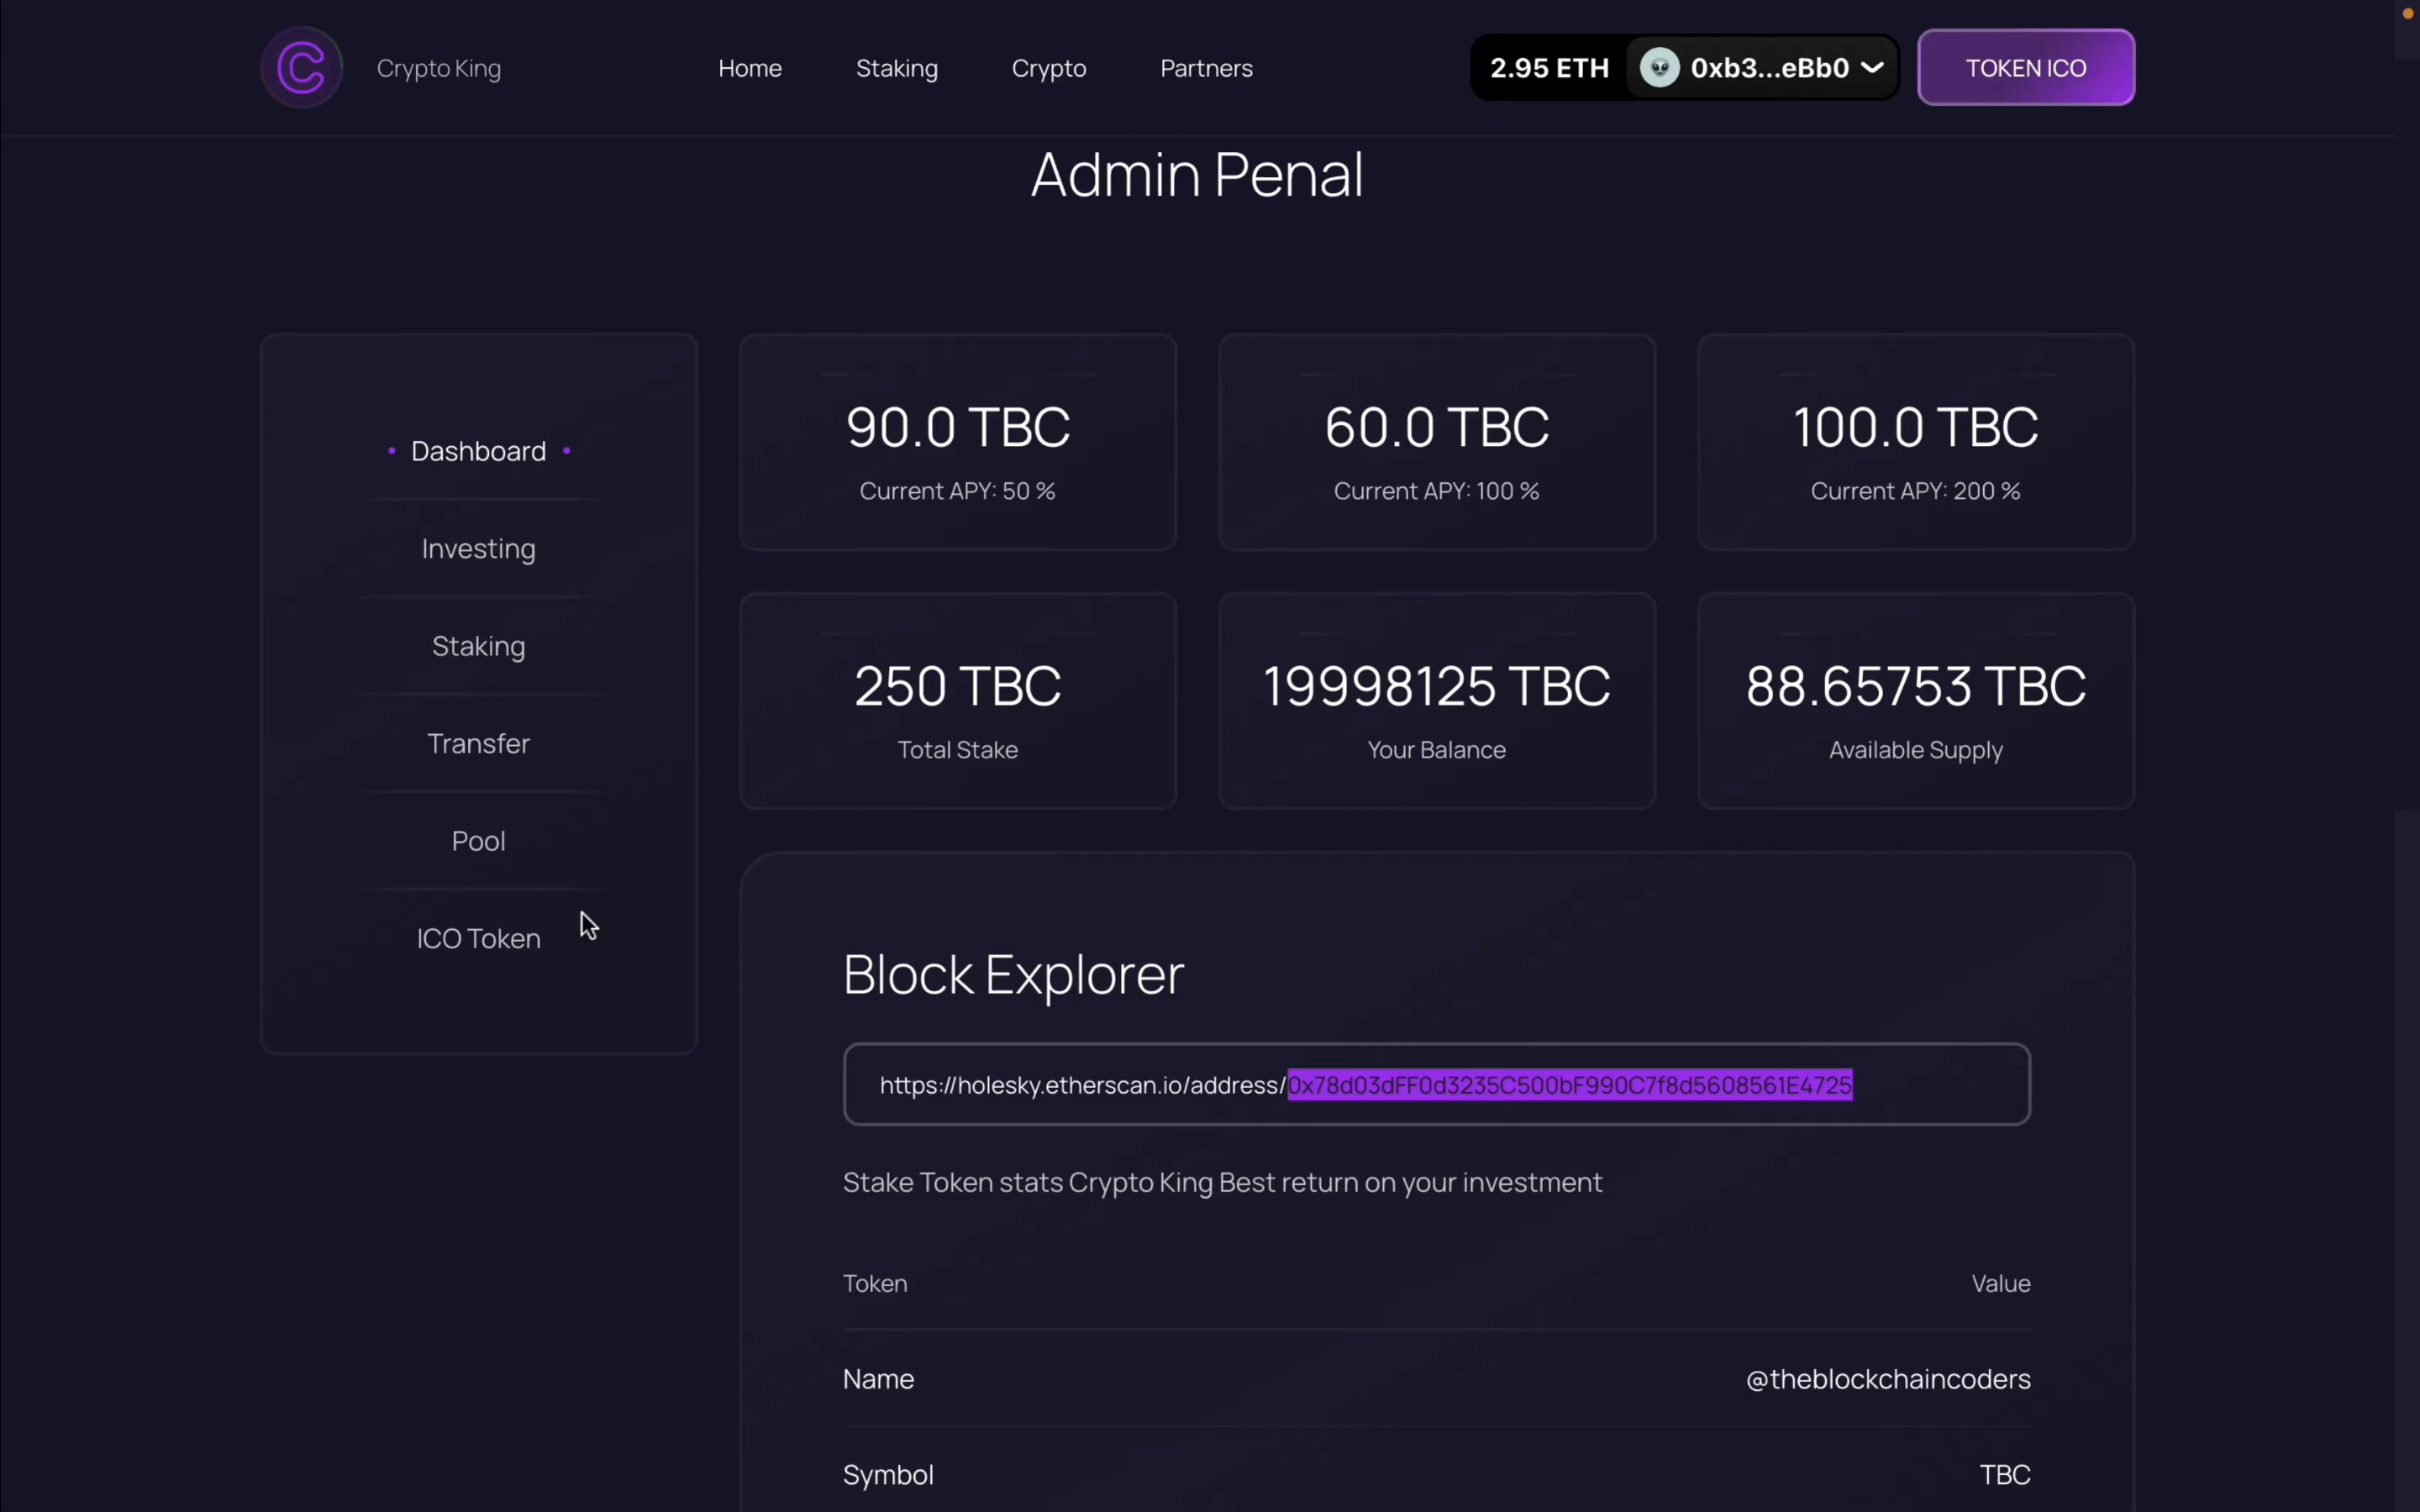 Crypto King
Home
Staking
Crypto
Partners
2.95 ETH
0xb3...eBb0
TOKEN ICO
Admin Penal
Dashboard
Investing
Staking
Transfer
Pool
ICO Token
90.0 TBC
Current APY: 50 %
60.0 TBC
Current APY: 100 %
100.0 TBC
Current APY: 200 %
250 TBC
Total Stake
19998125 TBC
Your Balance
88.65753 TBC
Available Supply
Block Explorer
https://holesky.etherscan.io/address/0x78d03dFF0d3235C500bF990C7f8d5608561E4725
Stake Token stats Crypto King Best return on your investment
Token
Value
Name
@theblockchaincoders
Symbol
TBC